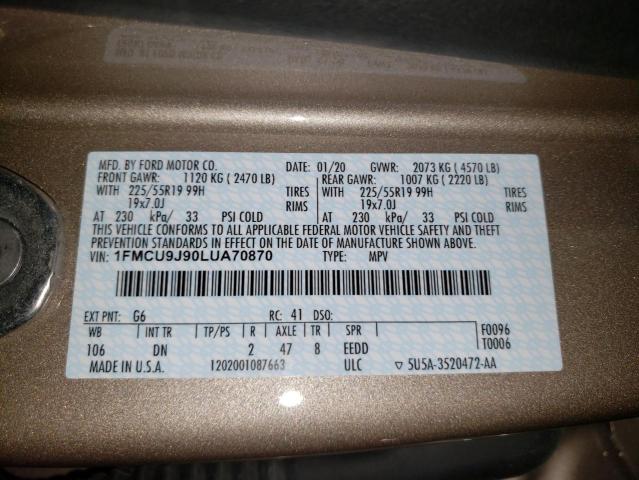 MFD. BY FORD MOTOR CO. DATE: 01/20 GVWR: 2073 KG ( 4570 LB)
FRONT GAWR: 1120 KG ( 2470 LB) REAR GAWR: 1007 KG ( 2220 LB)
WITH 225/55R19 99H TIRES WITH 225/55R19 99H TIRES
19x7.0J RIMS 19x7.0J RIMS
AT 230 kPa/ 33 PSI COLD AT 230 kPa/ 33 PSI COLD
THIS VEHICLE CONFORMS TO ALL APPLICABLE FEDERAL MOTOR VEHICLE SAFETY AND THEFT
PREVENTION STANDARDS IN EFFECT ON THE DATE OF MANUFACTURE SHOWN ABOVE.
VIN: 1FMCU9J90LUA70870 TYPE: MPV
EXT PNT: G6 RC: 41 DSO:
WB INT TR TP/PS R AXLE TR SPR F0096
106 DN 2 47 8 EEDD T0006
MADE IN U.S.A. 1202001087663 ULC ▽ 5U5A-3520472-AA